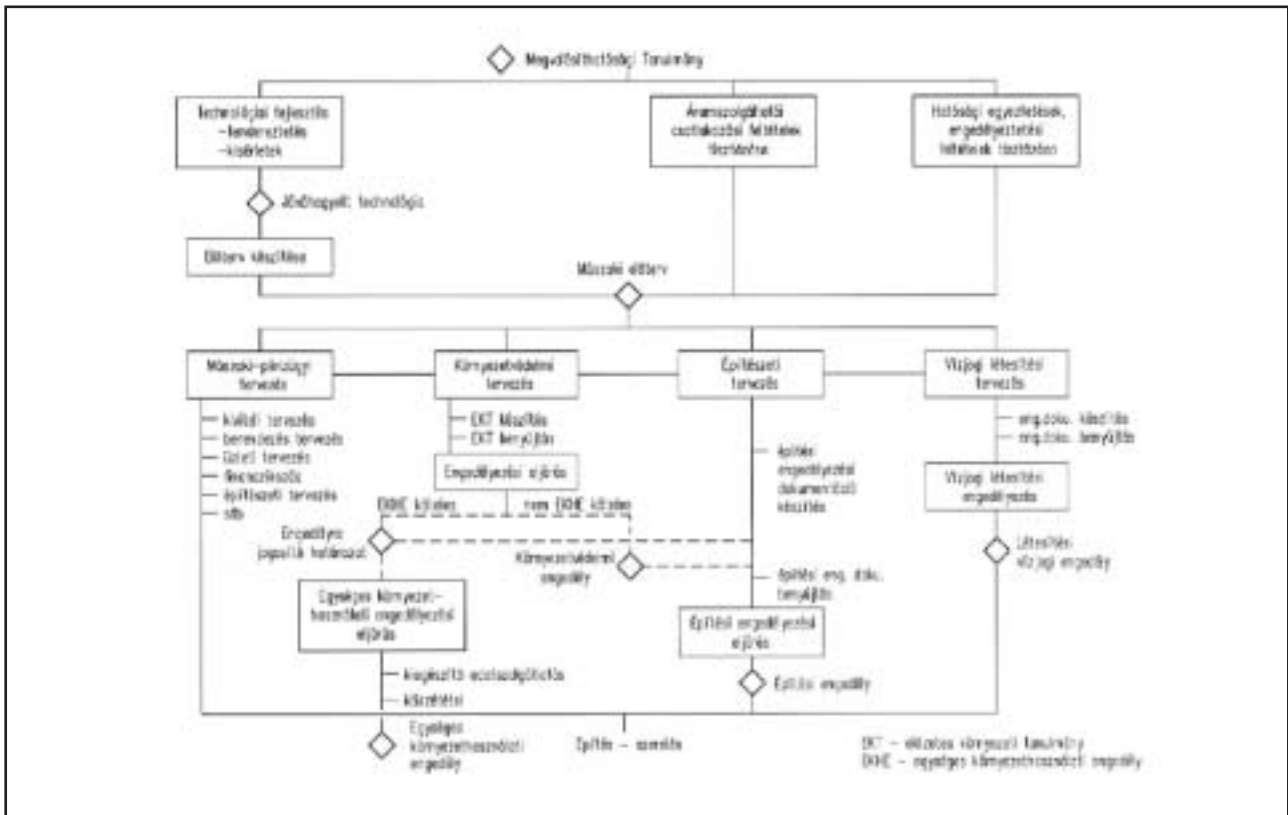 Megvalósíthatósági Tanulmány
Technológiai fejlesztés
-tendereztetés
-kísérletek
Áramszolgáltatói
csatlakozási feltételek
tisztázása
Hatósági egyeztetések,
engedélyeztetési
feltételek tisztázása
Jóváhagyott technológia
Előterv készítése
Műszaki előterv
Műszaki-pénzügyi
tervezés
Környezetvédelmi
tervezés
Építészeti
tervezés
Vízjogi létesítési
tervezés
kiviteli tervezés
berendezés tervezés
üzleti tervezés
finanszírozás
építészeti tervezés
stb
EKT készítés
EKT benyújtás
Engedélyezési eljárás
építési
engedélyezési
dokumentáció
készítés
eng.doku. készítés
eng.doku. benyújtás
Vízjogi létesítési
engedélyezés
EKHE köteles
nem EKHE köteles
Engedélyre
jogosító határozat
Környezetvédelmi
engedély
Létesítési
vízjogi engedély
építési eng. doku.
benyújtás
Egységes környezet-
használati engedélyezési
eljárás
Építési engedélyezési
eljárás
kiegészítő adatszolgáltatás
közzététel
Építési engedély
Egységes
környezethasználati
engedély
Építés - szerelés
EKT - előzetes környezeti tanulmány
EKHE - egységes környezethasználati engedély